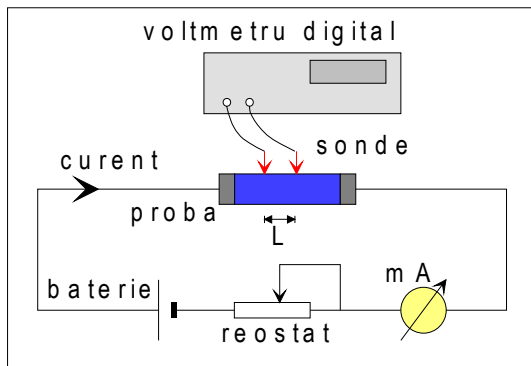 voltmetru digital
sonde
curent
proba
L
baterie
reostat
mA